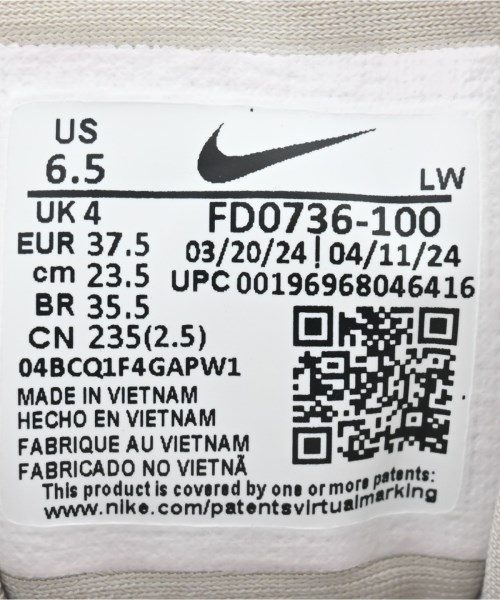 US
6.5
LW
UK 4
FD0736-100
EUR 37.5
03/20/24 | 04/11/24
cm 23.5
UPC 00196968046416
BR 35.5
CN 235(2.5)
04BCQ1F4GAPW1
MADE IN VIETNAM
HECHO EN VIETNAM
FABRIQUE AU VIETNAM
FABRICADO NO VIETNÃ
This product is covered by one or more patents:
www.nike.com/patentsvirtualmarking